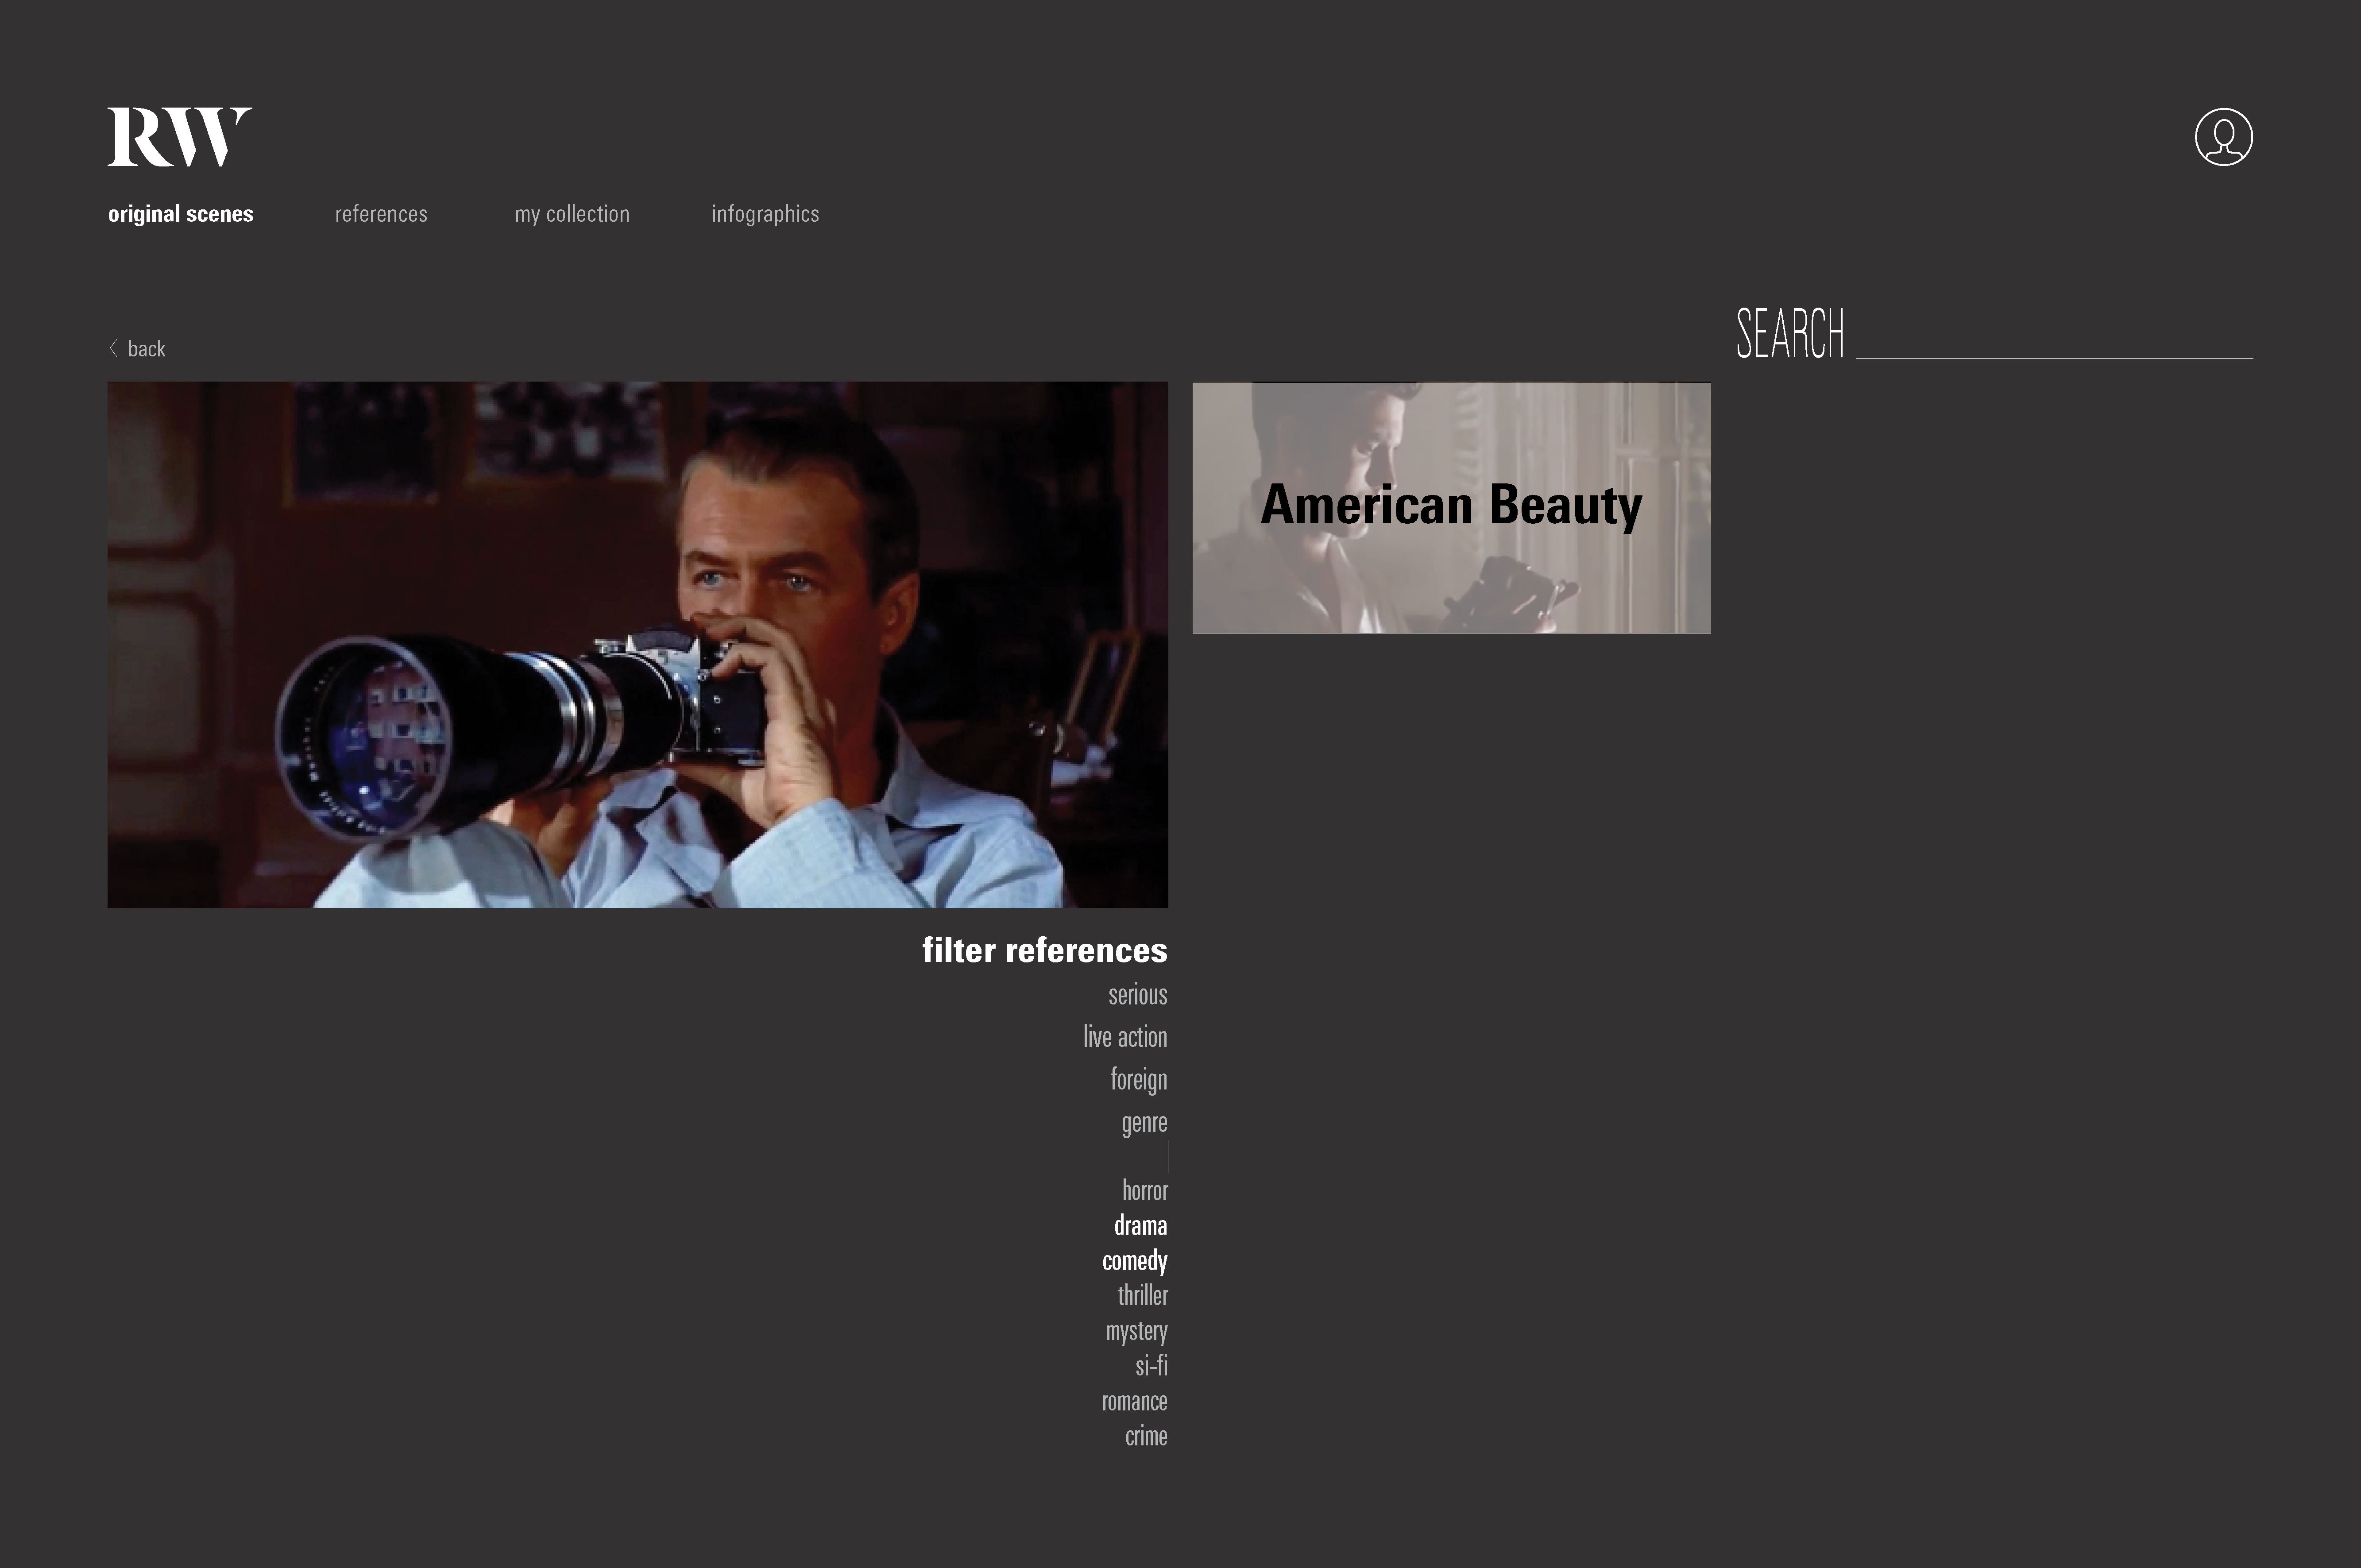 RW
original scenes references my collection infographics
SEARCH
back
American Beauty
filter references
serious
live action
foreign
genre
horror
drama
comedy
thriller
mystery
si-fi
romance
crime